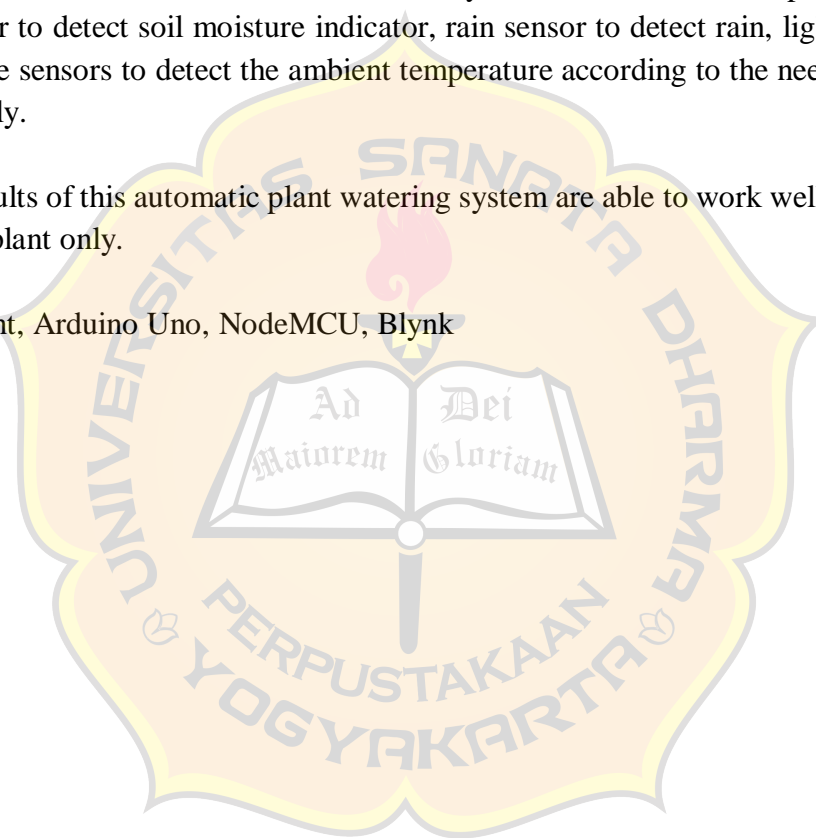 r to detect soil moisture indicator, rain sensor to detect rain, lig
e sensors to detect the ambient temperature according to the nee
ly.
ults of this automatic plant watering system are able to work wel
plant only.
nt, Arduino Uno, NodeMCU, Blynk
UNIVERSITAS SANATA DHARMA
Ad Dei
Maiorem Gloriam
PERPUSTAKAAN
YOGYAKARTA